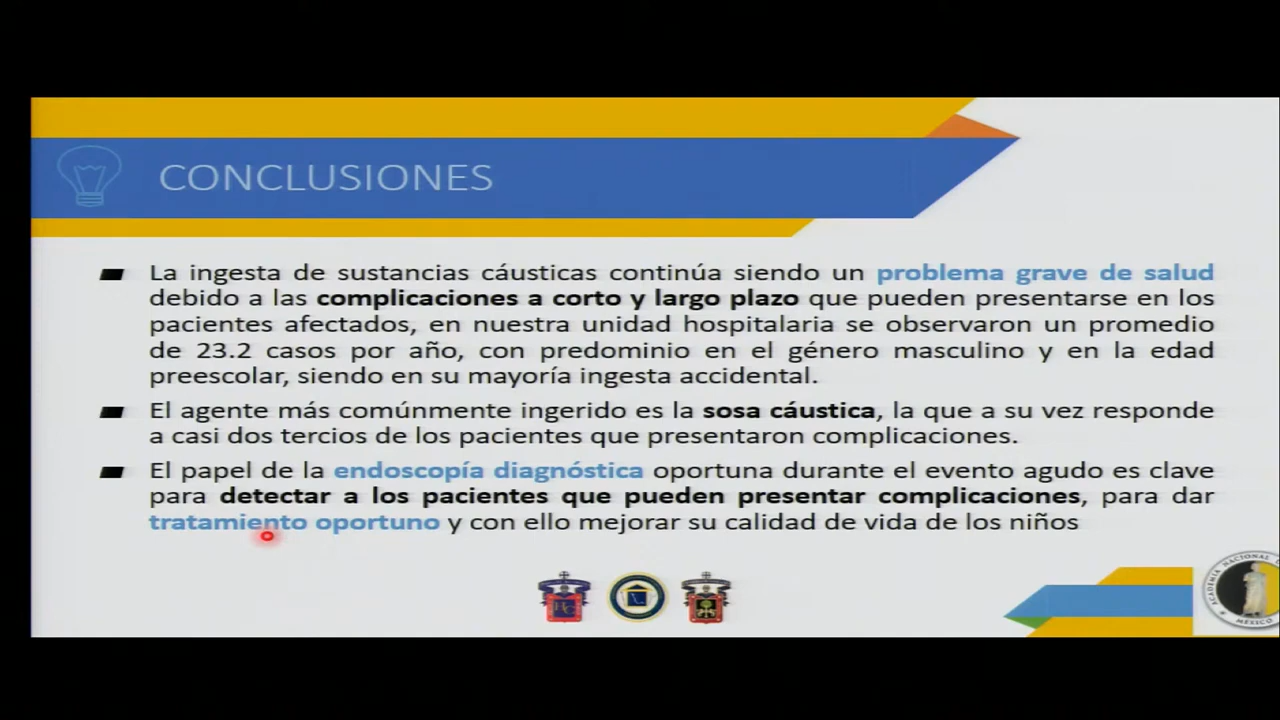 CONCLUSIONES
La ingesta de sustancias cáusticas continúa siendo un problema grave de salud
debido a las complicaciones a corto y largo plazo que pueden presentarse en los
pacientes afectados, en nuestra unidad hospitalaria se observaron un promedio
de 23.2 casos por año, con predominio en el género masculino y en la edad
preescolar, siendo en su mayoría ingesta accidental.
El agente más comúnmente ingerido es la sosa cáustica, la que a su vez responde
a casi dos tercios de los pacientes que presentaron complicaciones.
El papel de la endoscopía diagnóstica oportuna durante el evento agudo es clave
para detectar a los pacientes que pueden presentar complicaciones, para dar
tratamiento oportuno y con ello mejorar su calidad de vida de los niños
HC
ACADEMIA NACIONAL
MÉXICO